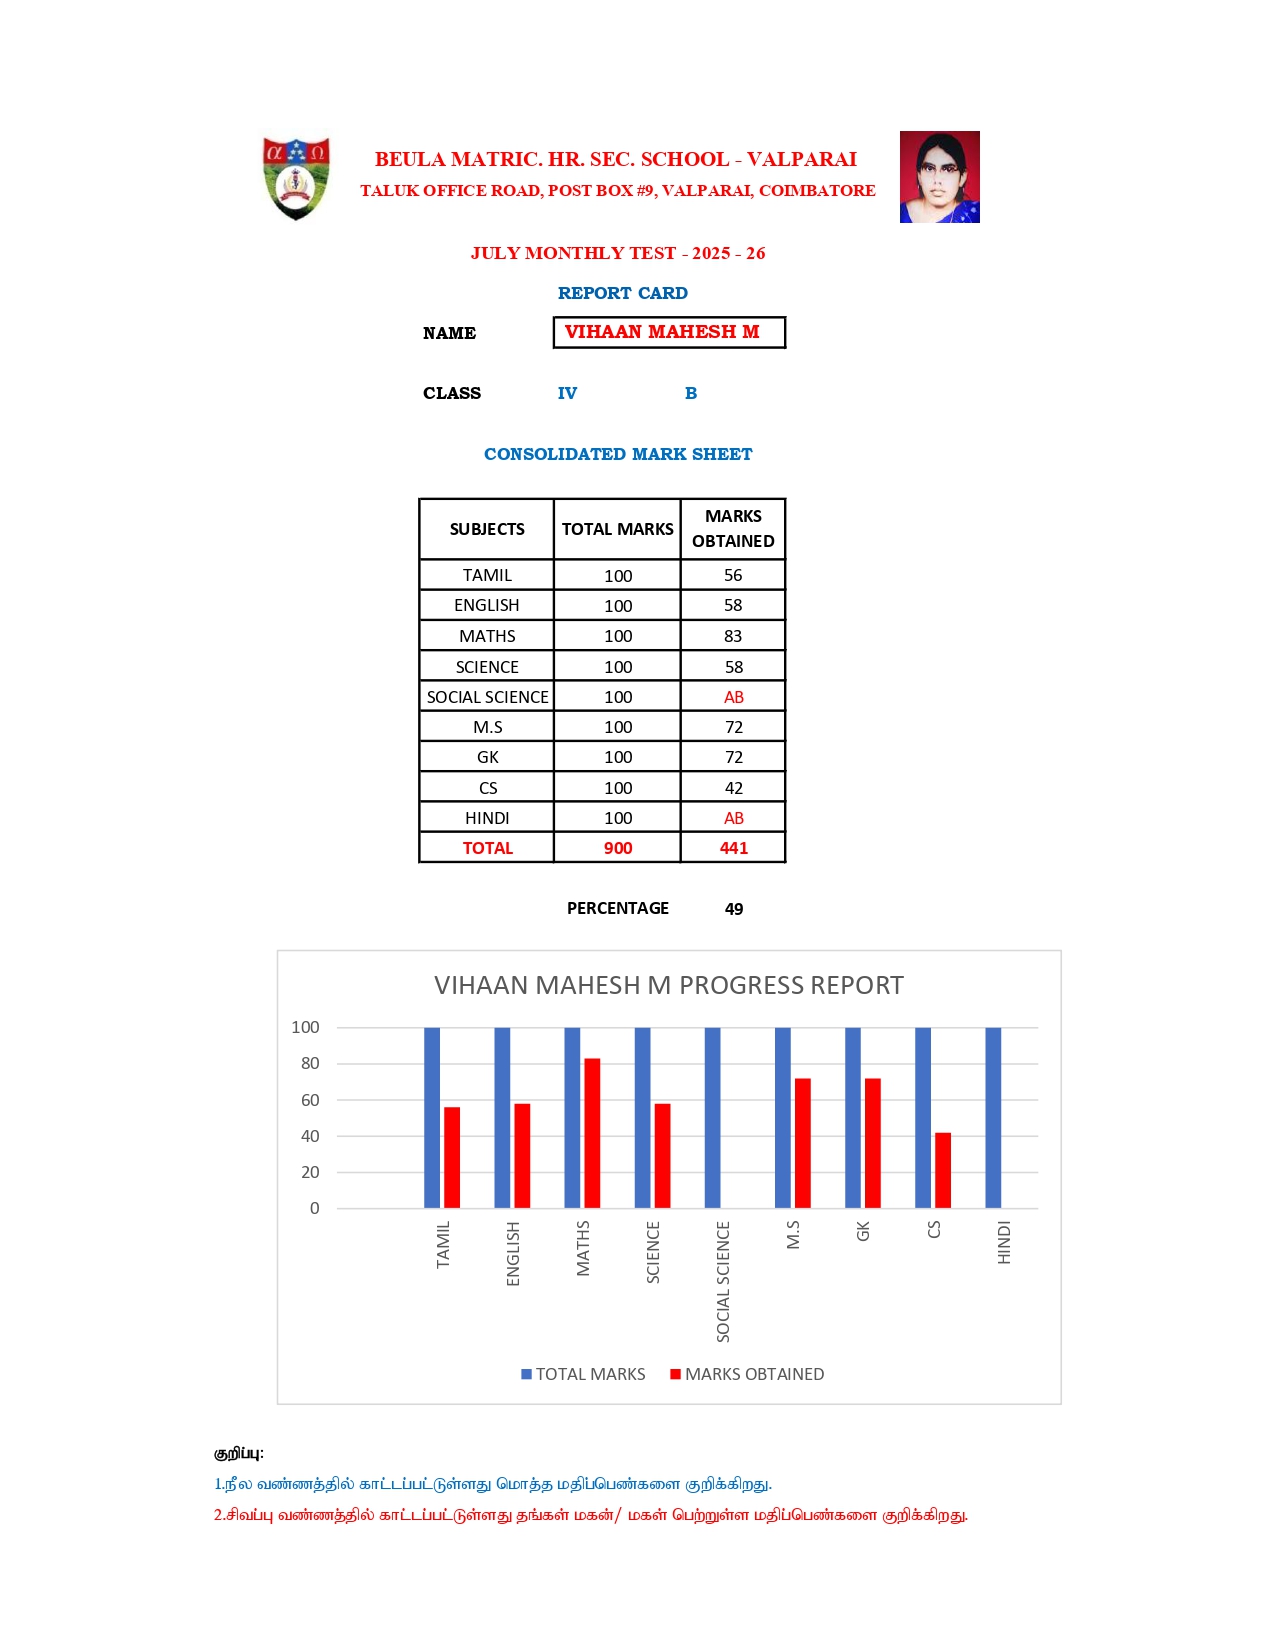 α Ω
BEULA MATRIC. HR. SEC. SCHOOL - VALPARAI
TALUK OFFICE ROAD, POST BOX #9, VALPARAI, COIMBATORE
JULY MONTHLY TEST - 2025 - 26
REPORT CARD
NAME VIHAAN MAHESH M
CLASS IV B
CONSOLIDATED MARK SHEET
SUBJECTS TOTAL MARKS MARKS OBTAINED
TAMIL 100 56
ENGLISH 100 58
MATHS 100 83
SCIENCE 100 58
SOCIAL SCIENCE 100 AB
M.S 100 72
GK 100 72
CS 100 42
HINDI 100 AB
TOTAL 900 441
PERCENTAGE 49
VIHAAN MAHESH M PROGRESS REPORT
100
80
60
40
20
0
TAMIL ENGLISH MATHS SCIENCE SOCIAL SCIENCE M.S GK CS HINDI
TOTAL MARKS MARKS OBTAINED
குறிப்பு:
1.நீல வண்ணத்தில் காட்டப்பட்டுள்ளது மொத்த மதிப்பெண்களை குறிக்கிறது.
2.சிவப்பு வண்ணத்தில் காட்டப்பட்டுள்ளது தங்கள் மகன்/ மகள் பெற்றுள்ள மதிப்பெண்களை குறிக்கிறது.